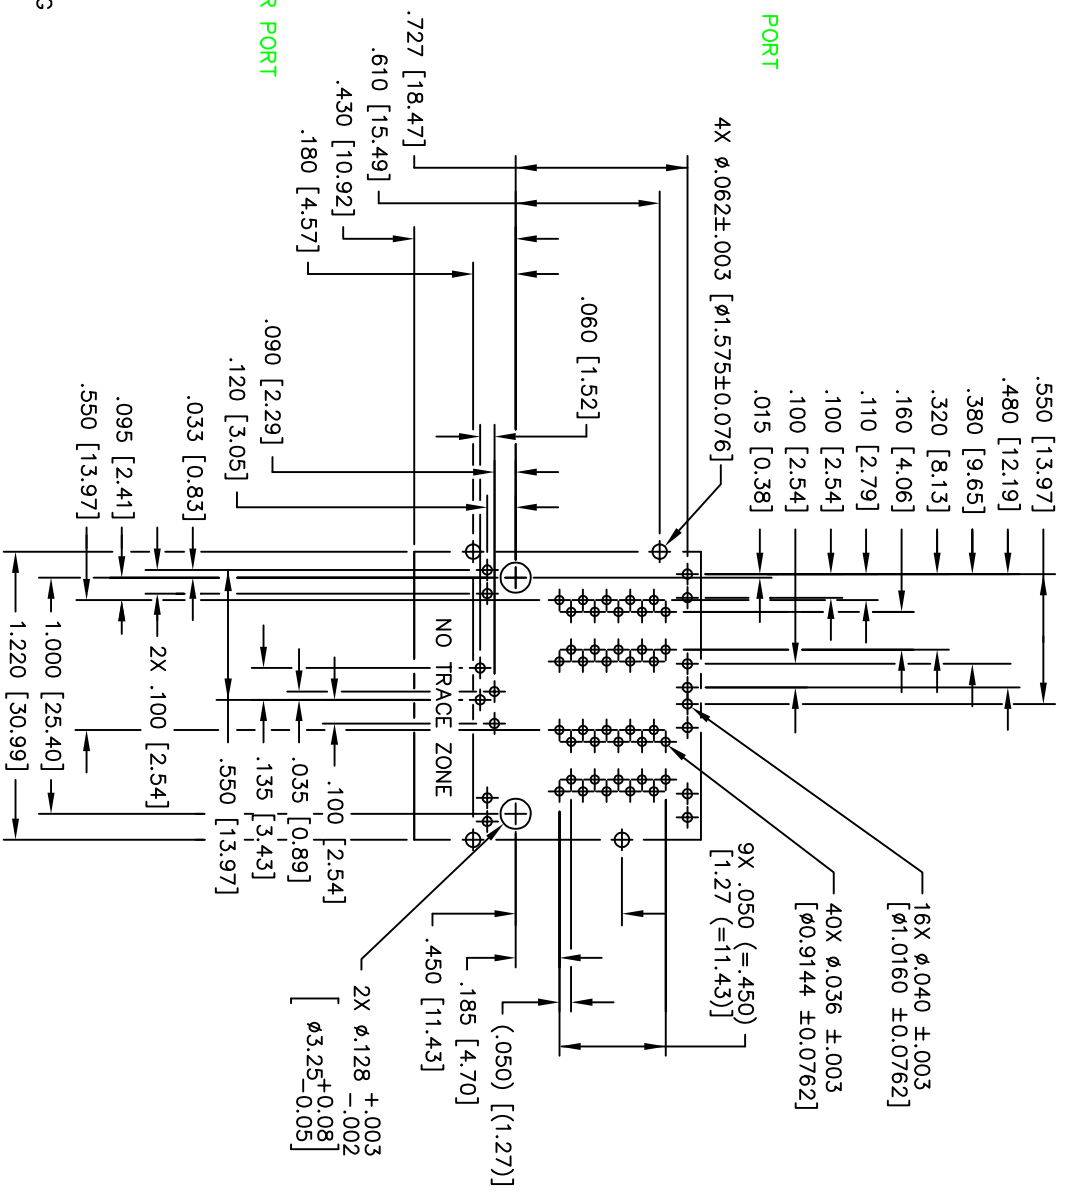 PORT
R PORT
G
.727 [18.47]
.610 [15.49]
.430 [10.92]
.180 [4.57]
4X ø.062±.003 [ø1.575±0.076]
.060 [1.52]
.090 [2.29]
.120 [3.05]
.550 [13.97]
.480 [12.19]
.380 [9.65]
.320 [8.13]
.160 [4.06]
.110 [2.79]
.100 [2.54]
.100 [2.54]
.015 [0.38]
.033 [0.83]
.095 [2.41]
.550 [13.97]
NO TRACE ZONE
2X .100 [2.54]
1.000 [25.40]
1.220 [30.99]
.100 [2.54]
.035 [0.89]
.135 [3.43]
.550 [13.97]
16X ø.040 ±.003
[ø1.0160 ±0.0762]
40X ø.036 ±.003
[ø0.9144 ±0.0762]
9X .050 (=.450)
[1.27 (=11.43)]
(.050) [(1.27)]
.185 [4.70]
.450 [11.43]
2X ø.128 +.003
-.002
[ø3.25+0.08
-0.05]